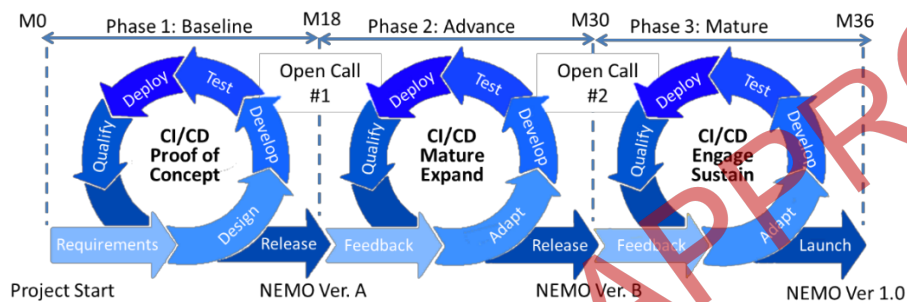 M0
Phase 1: Baseline
M18
Phase 2: Advance
M30
Phase 3: Mature
M36
Open Call
#1
Open Call
#2
Deploy
Test
Develop
Qualify
CI/CD
Proof of
Concept
Design
Requirements
Release
Deploy
Test
Develop
Qualify
CI/CD
Mature
Expand
Adapt
Feedback
Release
Deploy
Test
Develop
Qualify
CI/CD
Engage
Sustain
Adapt
Feedback
Launch
Project Start
NEMO Ver. A
NEMO Ver. B
NEMO Ver 1.0